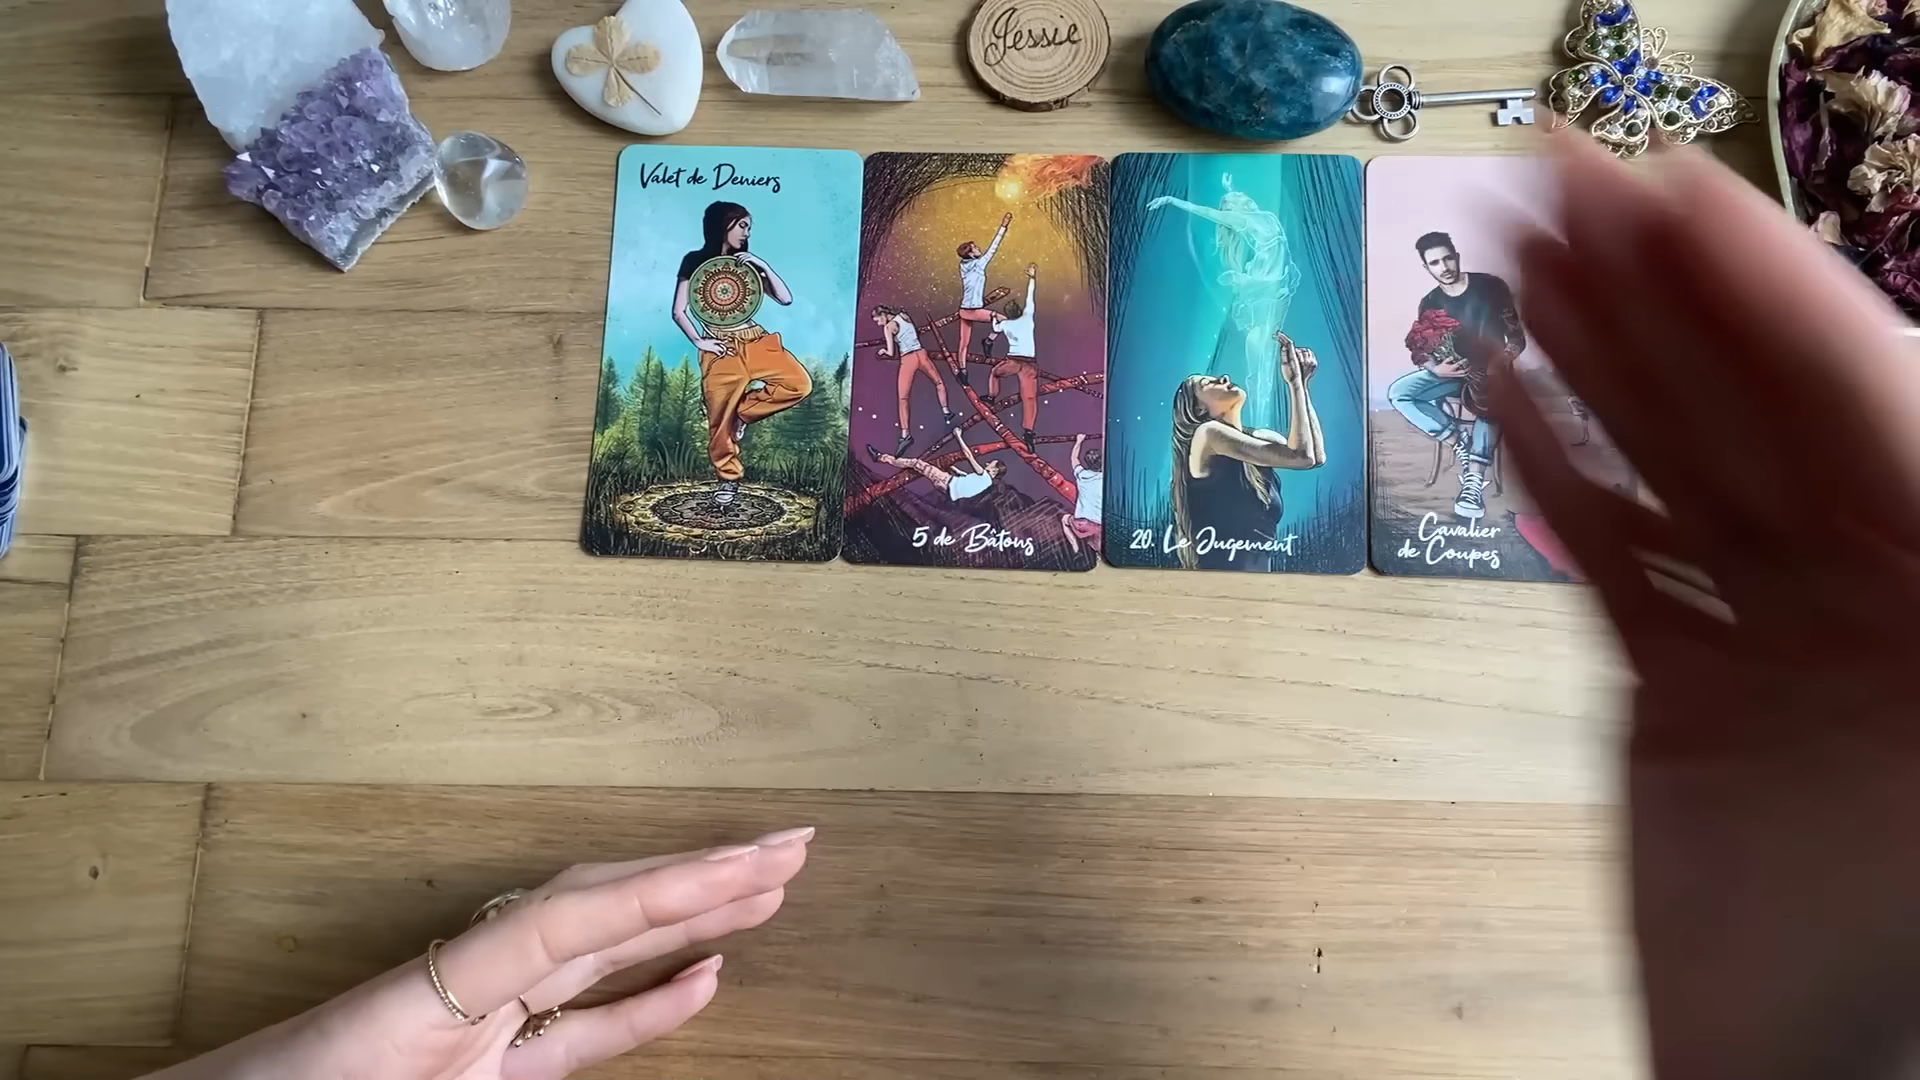 Jessie
Valet de Deniers
5 de Bâtons
20. Le Jugement
Cavalier
de Coupes